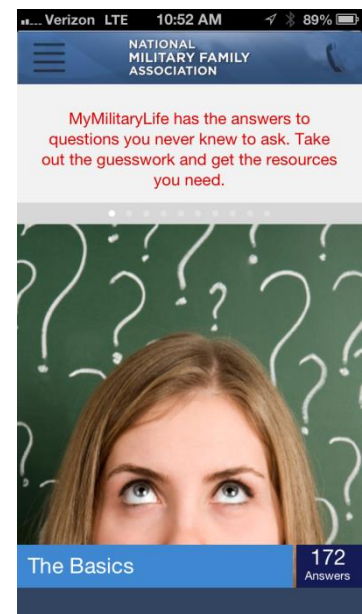 Verizon LTE 10:52 AM 89%
NATIONAL
MILITARY FAMILY
ASSOCIATION
MyMilitaryLife has the answers to
questions you never knew to ask. Take
out the guesswork and get the resources
you need.
? ? ? ? ? ? ? ? ?
The Basics
172
Answers